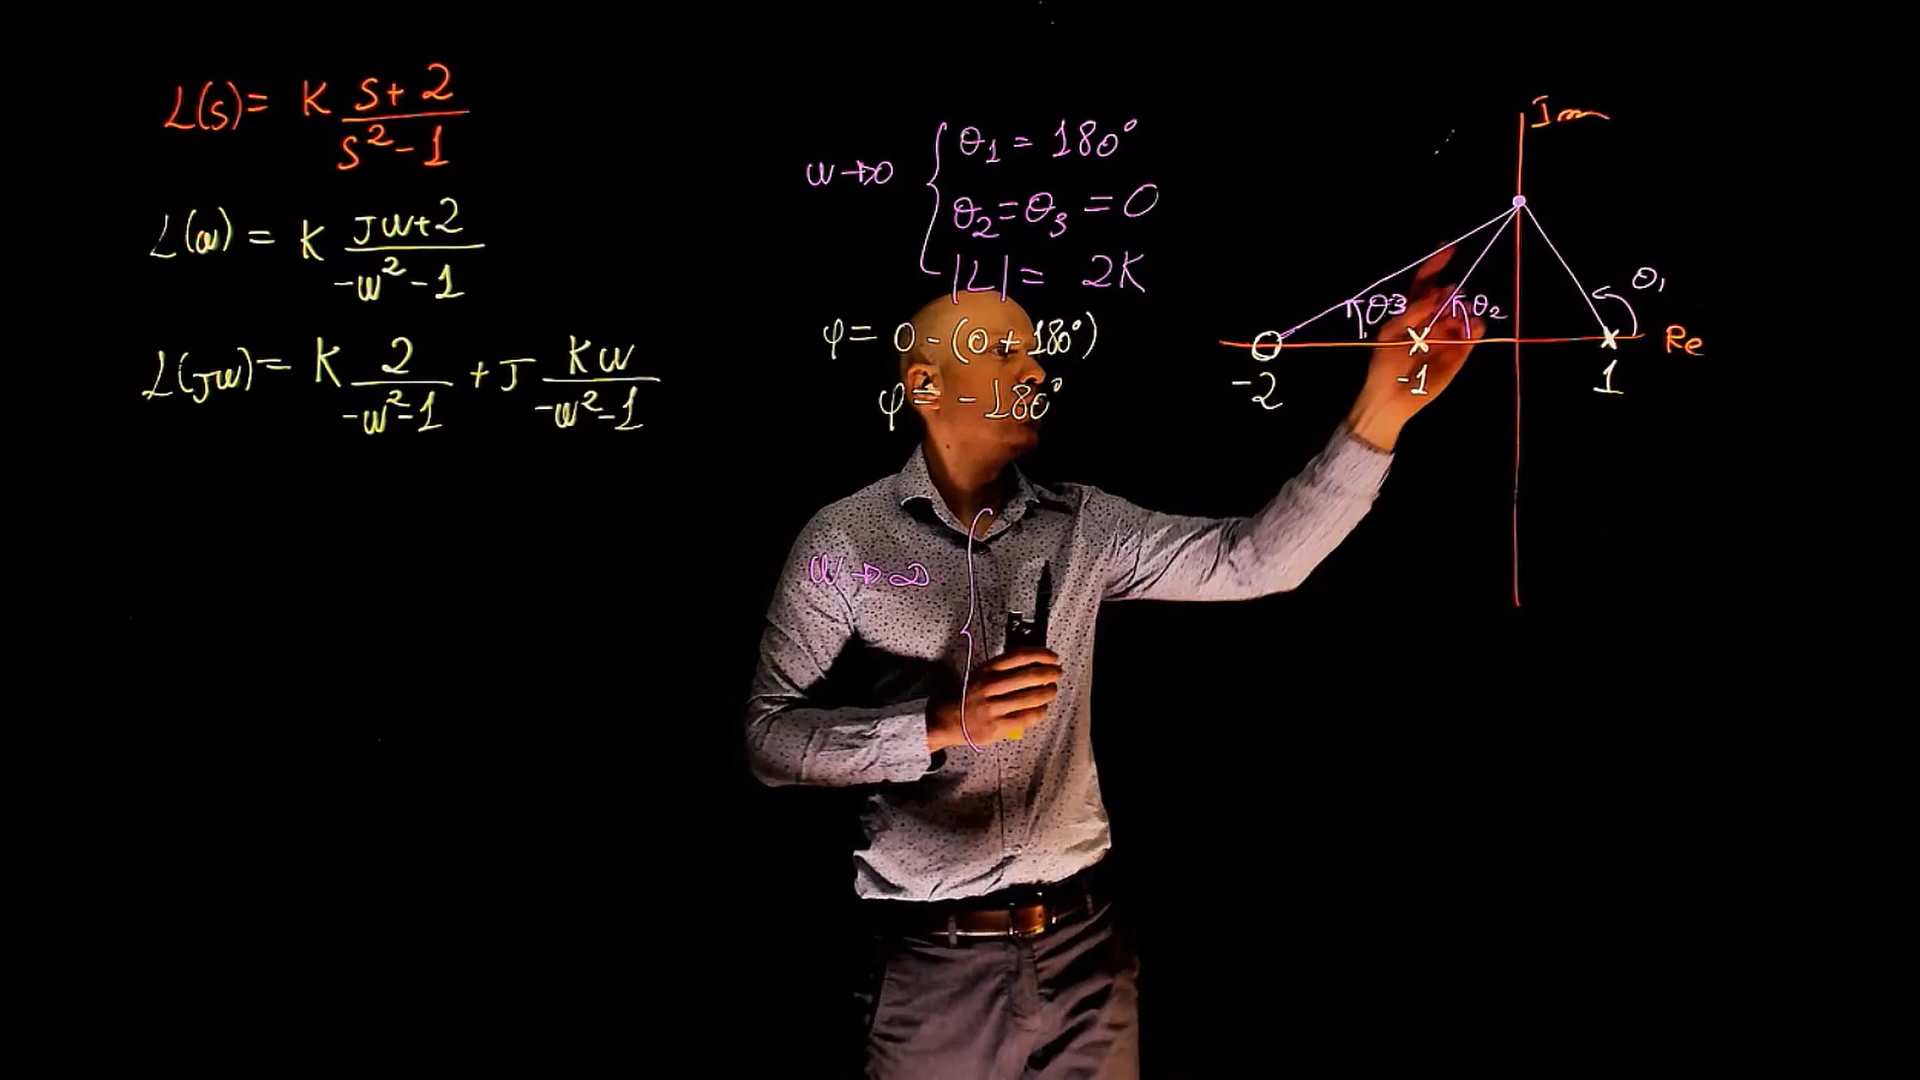 L(s) = K (s+2)/(s²-1)
L(ω) = K (Jω+2)/(-ω²-1)
L(Jω) = K 2/(-ω²-1) + J Kω/(-ω²-1)
ω→0 { θ₁ = 180°
θ₂ = θ₃ = 0
|L| = 2K
φ = 0 - (0 + 180°)
φ = -180°
ω→∞ {
Im
θ3
θ₂
θ₁
Re
-2
-1
1